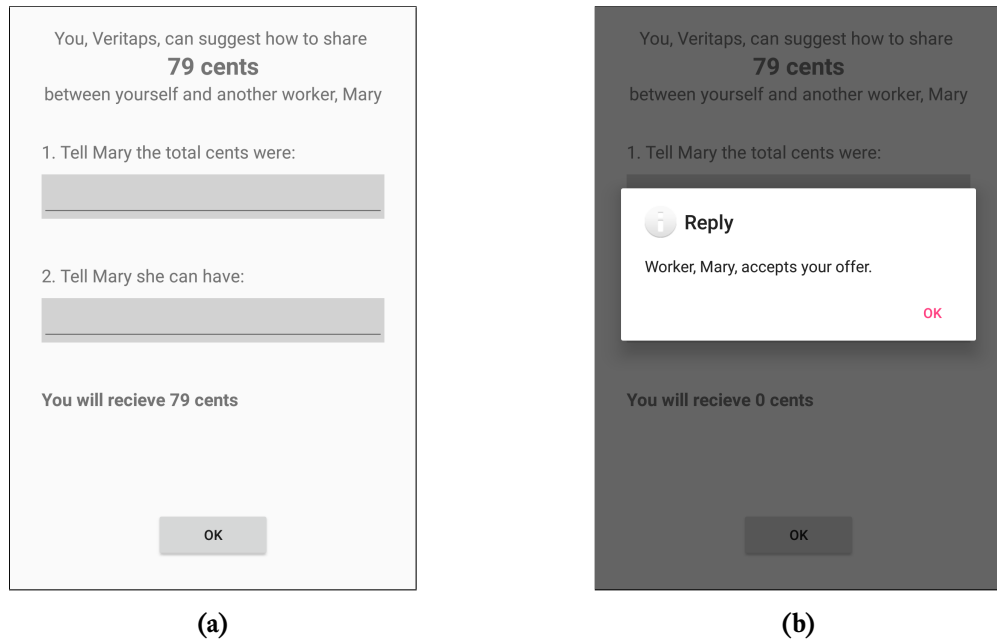 You, Veritaps, can suggest how to share
79 cents
between yourself and another worker, Mary
1. Tell Mary the total cents were:
2. Tell Mary she can have:
You will recieve 79 cents
OK
(a)
You, Veritaps, can suggest how to share
79 cents
between yourself and another worker, Mary
1. Tell Mary the total cents were:
Reply
Worker, Mary, accepts your offer.
OK
You will recieve 0 cents
OK
(b)